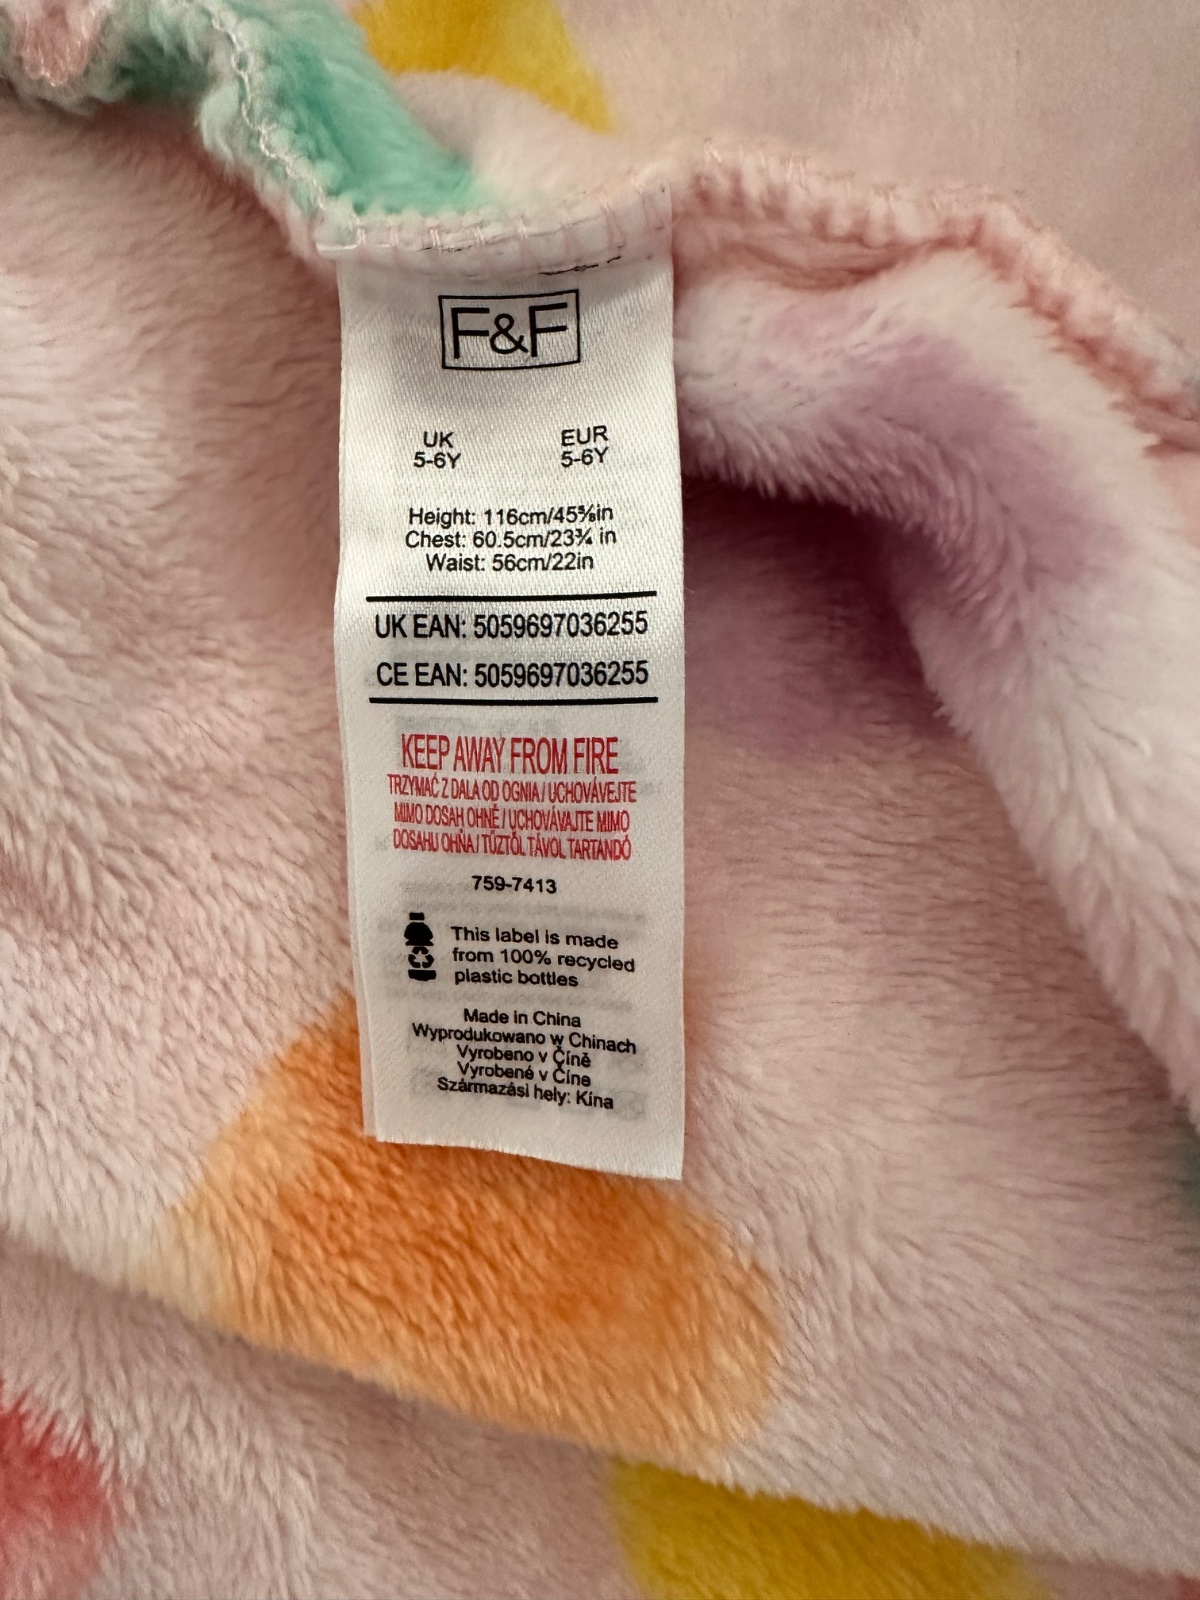 F&F
UK EUR
5-6Y 5-6Y
Height: 116cm/45⅝in
Chest: 60.5cm/23¾ in
Waist: 56cm/22in
UK EAN: 5059697036255
CE EAN: 5059697036255
KEEP AWAY FROM FIRE
TRZYMAĆ Z DALA OD OGNIA / UCHOVÁVEJTE
MIMO DOSAH OHNĚ / UCHOVÁVAJTE MIMO
DOSAHU OHŇA / TŰZTŐL TÁVOL TARTANDÓ
759-7413
This label is made
from 100% recycled
plastic bottles
Made in China
Wyprodukowano w Chinach
Vyrobeno v Číně
Vyrobené v Číne
Származási hely: Kína